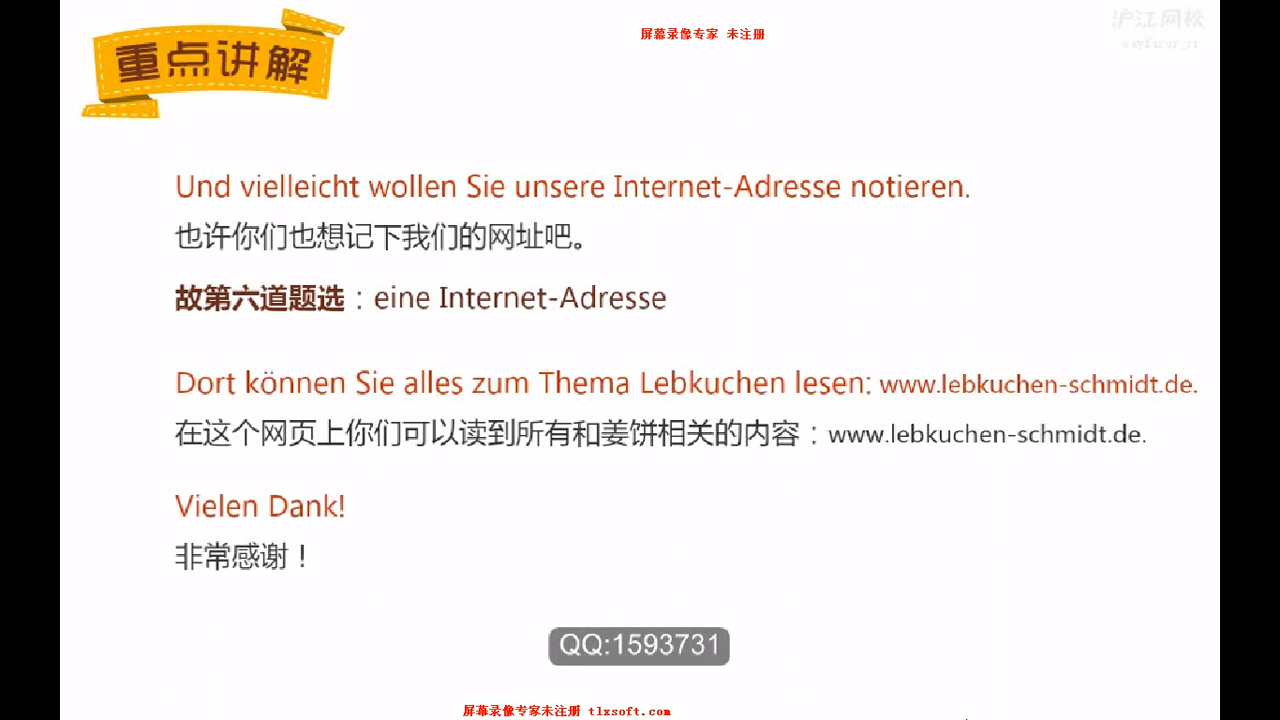 屏幕录像专家 未注册
沪江网校
重点讲解
Und vielleicht wollen Sie unsere Internet-Adresse notieren.
也许你们也想记下我们的网址吧。
故第六道题选：eine Internet-Adresse
Dort können Sie alles zum Thema Lebkuchen lesen: www.lebkuchen-schmidt.de.
在这个网页上你们可以读到所有和姜饼相关的内容：www.lebkuchen-schmidt.de.
Vielen Dank!
非常感谢！
QQ:1593731
屏幕录像专家未注册 tlxsoft.com